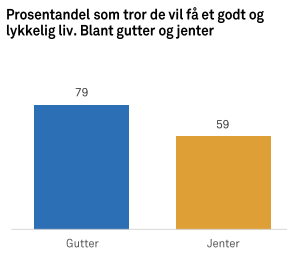 Prosentandel som tror de vil få et godt og
lykkelig liv. Blant gutter og jenter
79
59
Gutter
Jenter